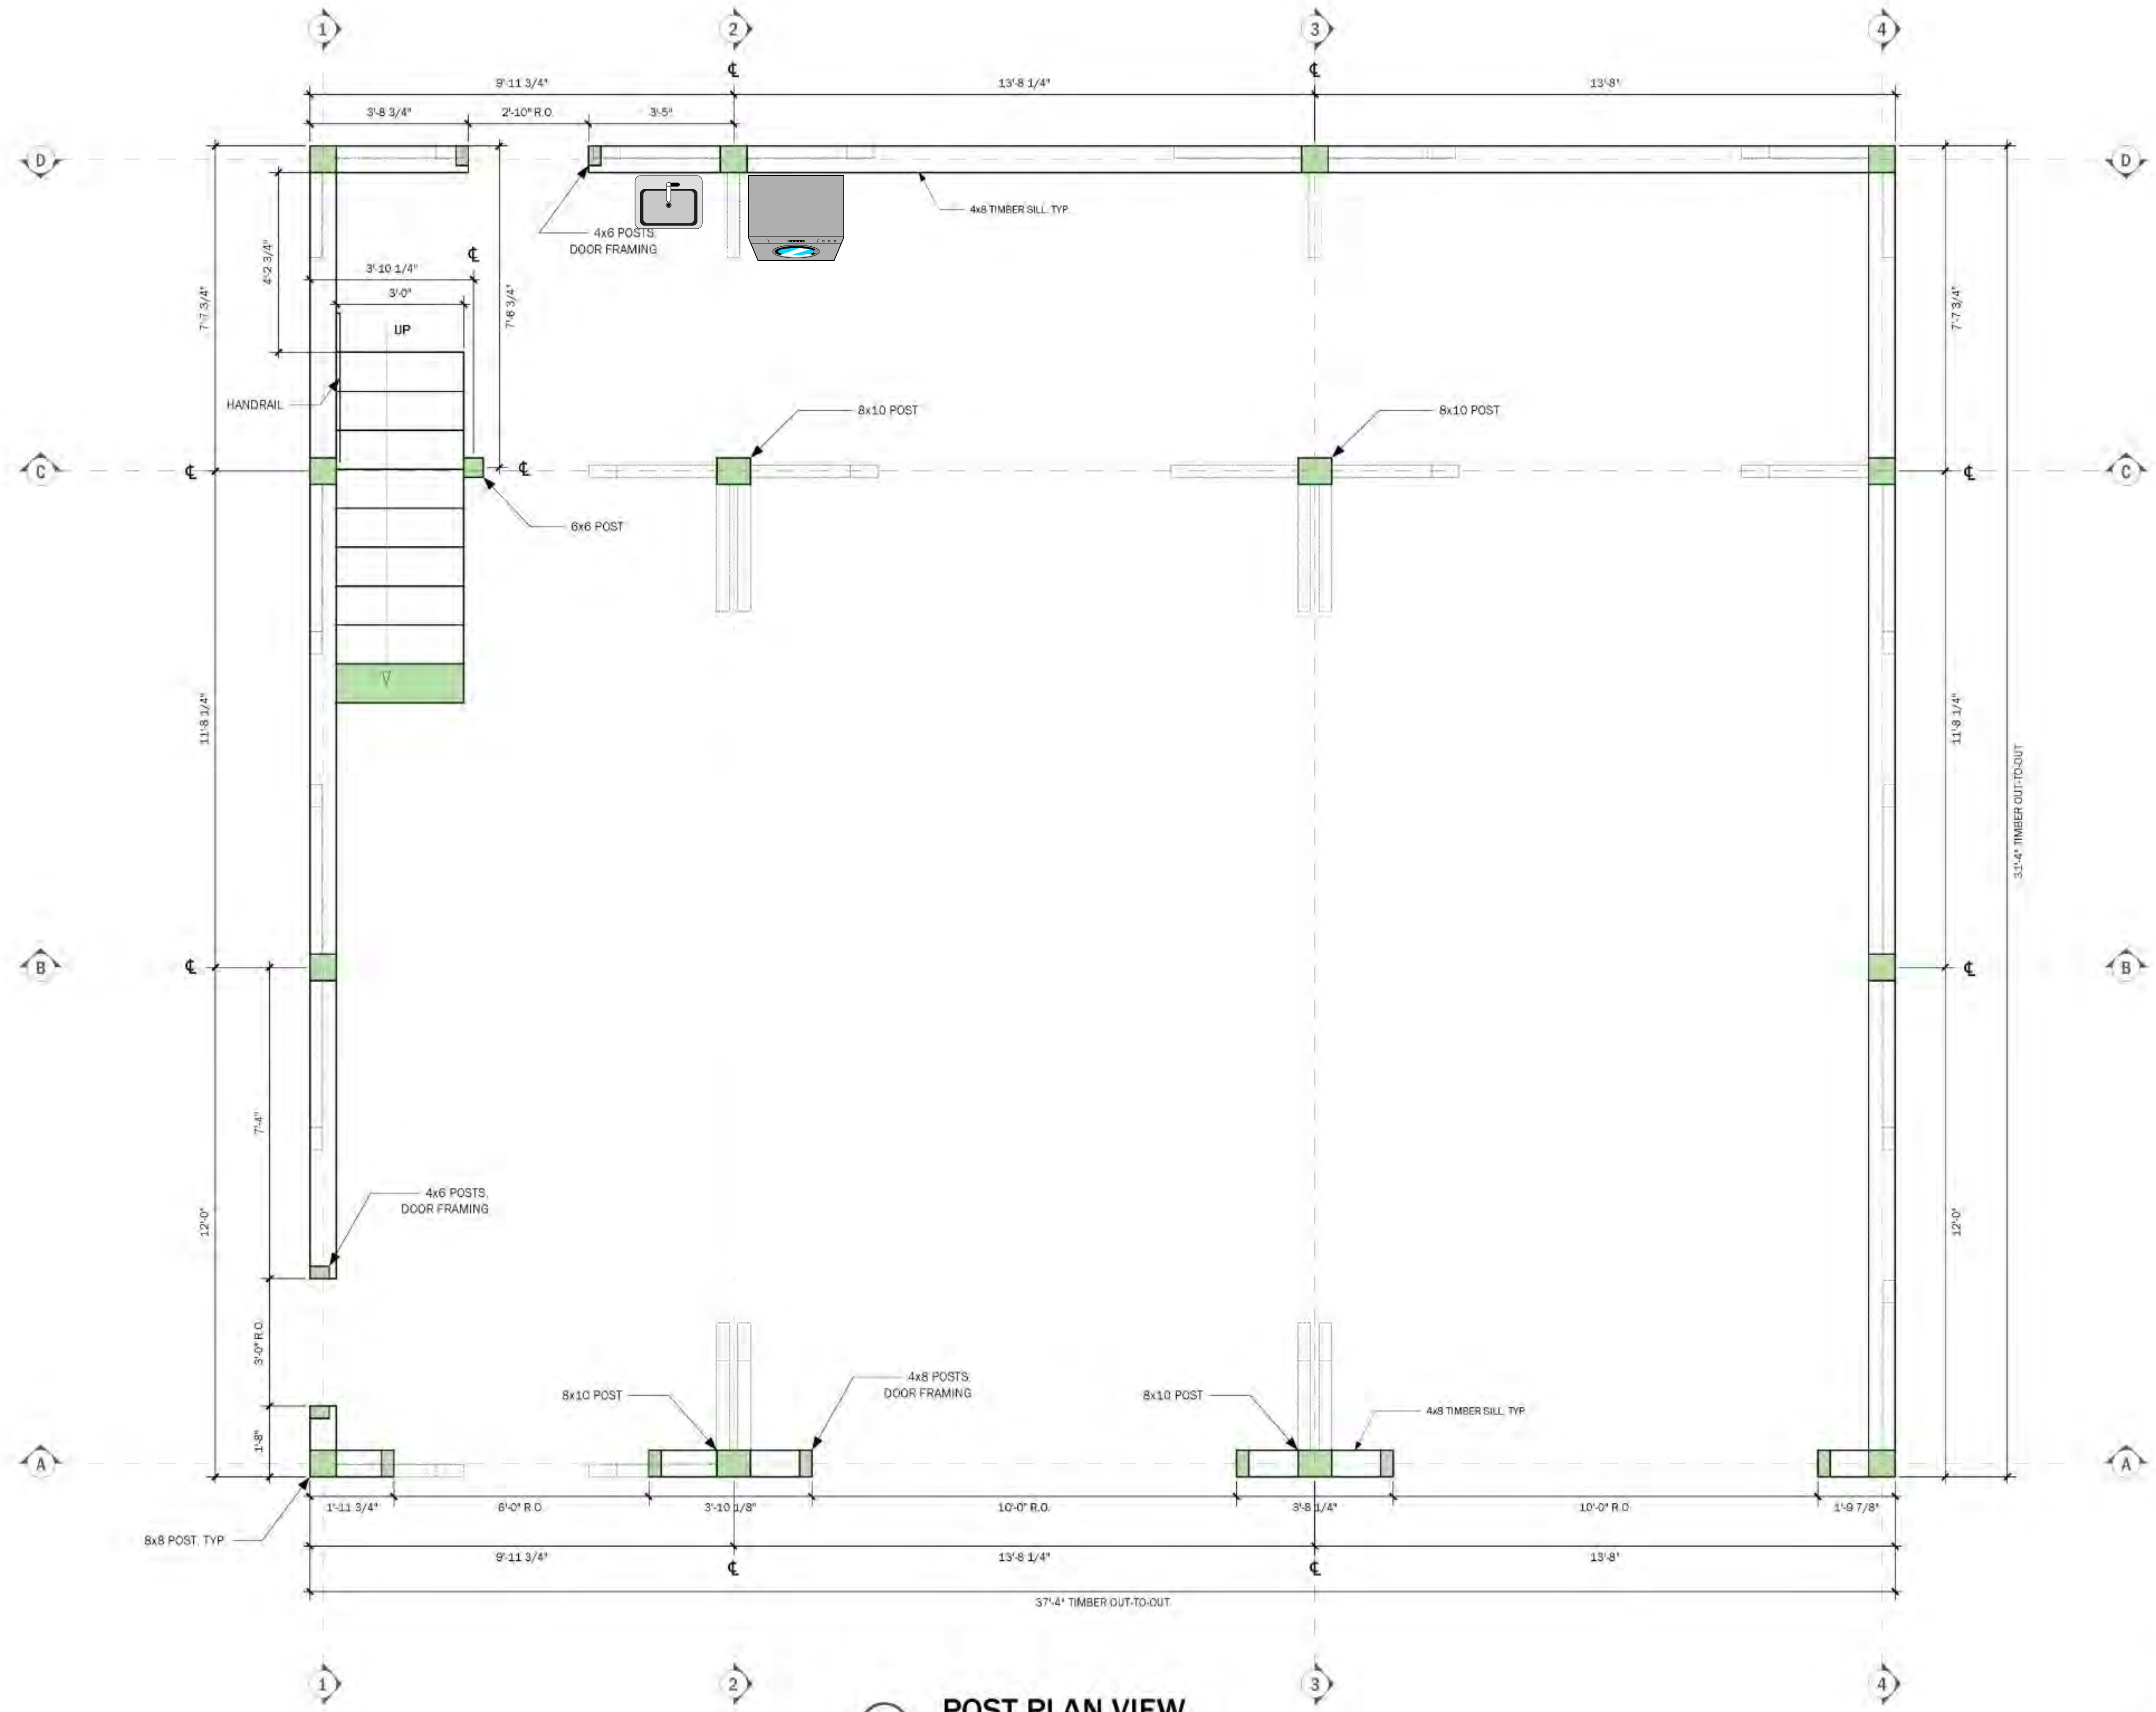 1 2 3 4
℄ ℄
9'-11 3/4" 13'-8 1/4" 13'-8"
3'-8 3/4" 2'-10" R.O. 3'-5"
D D
4x8 TIMBER SILL, TYP.
4x6 POSTS,
DOOR FRAMING
4'-2 3/4"
℄
3'-10 1/4"
3'-0"
7'-7 3/4" 7'-6 3/4" 7'-7 3/4"
UP
HANDRAIL
8x10 POST 8x10 POST
C ℄ ℄ ℄ C
6x6 POST
11'-8 1/4" 11'-8 1/4"
31'-4" TIMBER OUT-TO-OUT
B ℄ ℄ B
7'-4"
4x6 POSTS,
DOOR FRAMING
12'-0" 12'-0"
3'-0" R.O.
4x8 POSTS,
DOOR FRAMING
8x10 POST 8x10 POST
4x8 TIMBER SILL, TYP.
1'-8"
A A
1'-11 3/4" 6'-0" R.O. 3'-10 1/8" 10'-0" R.O. 3'-8 1/4" 10'-0" R.O. 1'-9 7/8"
8x8 POST, TYP.
9'-11 3/4" 13'-8 1/4" 13'-8"
℄ ℄
37'-4" TIMBER OUT-TO-OUT
1 2 3 4
POST PLAN VIEW